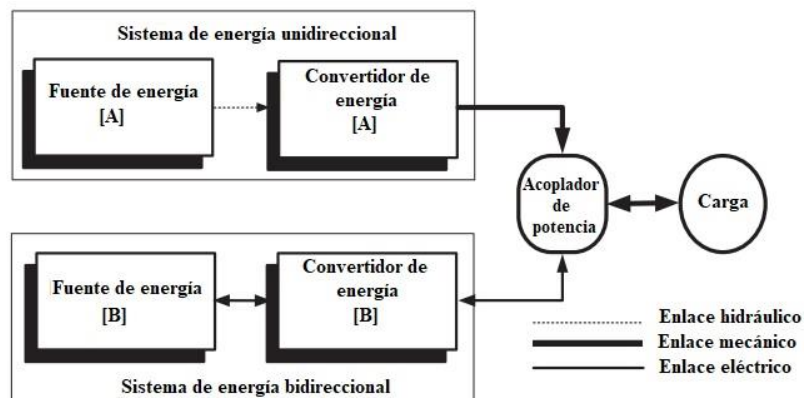 Sistema de energía unidireccional
Fuente de energía
[A]
Convertidor de
energía
[A]
Acoplador
de
potencia
Carga
Fuente de energía
[B]
Convertidor de
energía
[B]
Sistema de energía bidireccional
Enlace hidráulico
Enlace mecánico
Enlace eléctrico